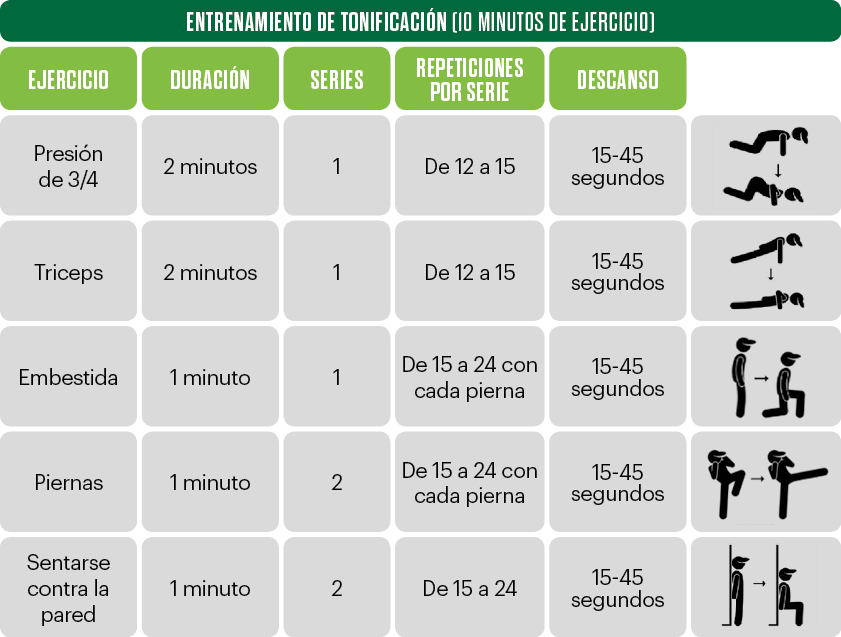 ENTRENAMIENTO DE TONIFICACIÓN (10 MINUTOS DE EJERCICIO)
EJERCICIO
DURACIÓN
SERIES
REPETICIONES
POR SERIE
DESCANSO
Presión
de 3/4
2 minutos
1
De 12 a 15
15-45
segundos
Triceps
2 minutos
1
De 12 a 15
15-45
segundos
Embestida
1 minuto
1
De 15 a 24 con
cada pierna
15-45
segundos
Piernas
1 minuto
2
De 15 a 24 con
cada pierna
15-45
segundos
Sentarse
contra la
pared
1 minuto
2
De 15 a 24
15-45
segundos